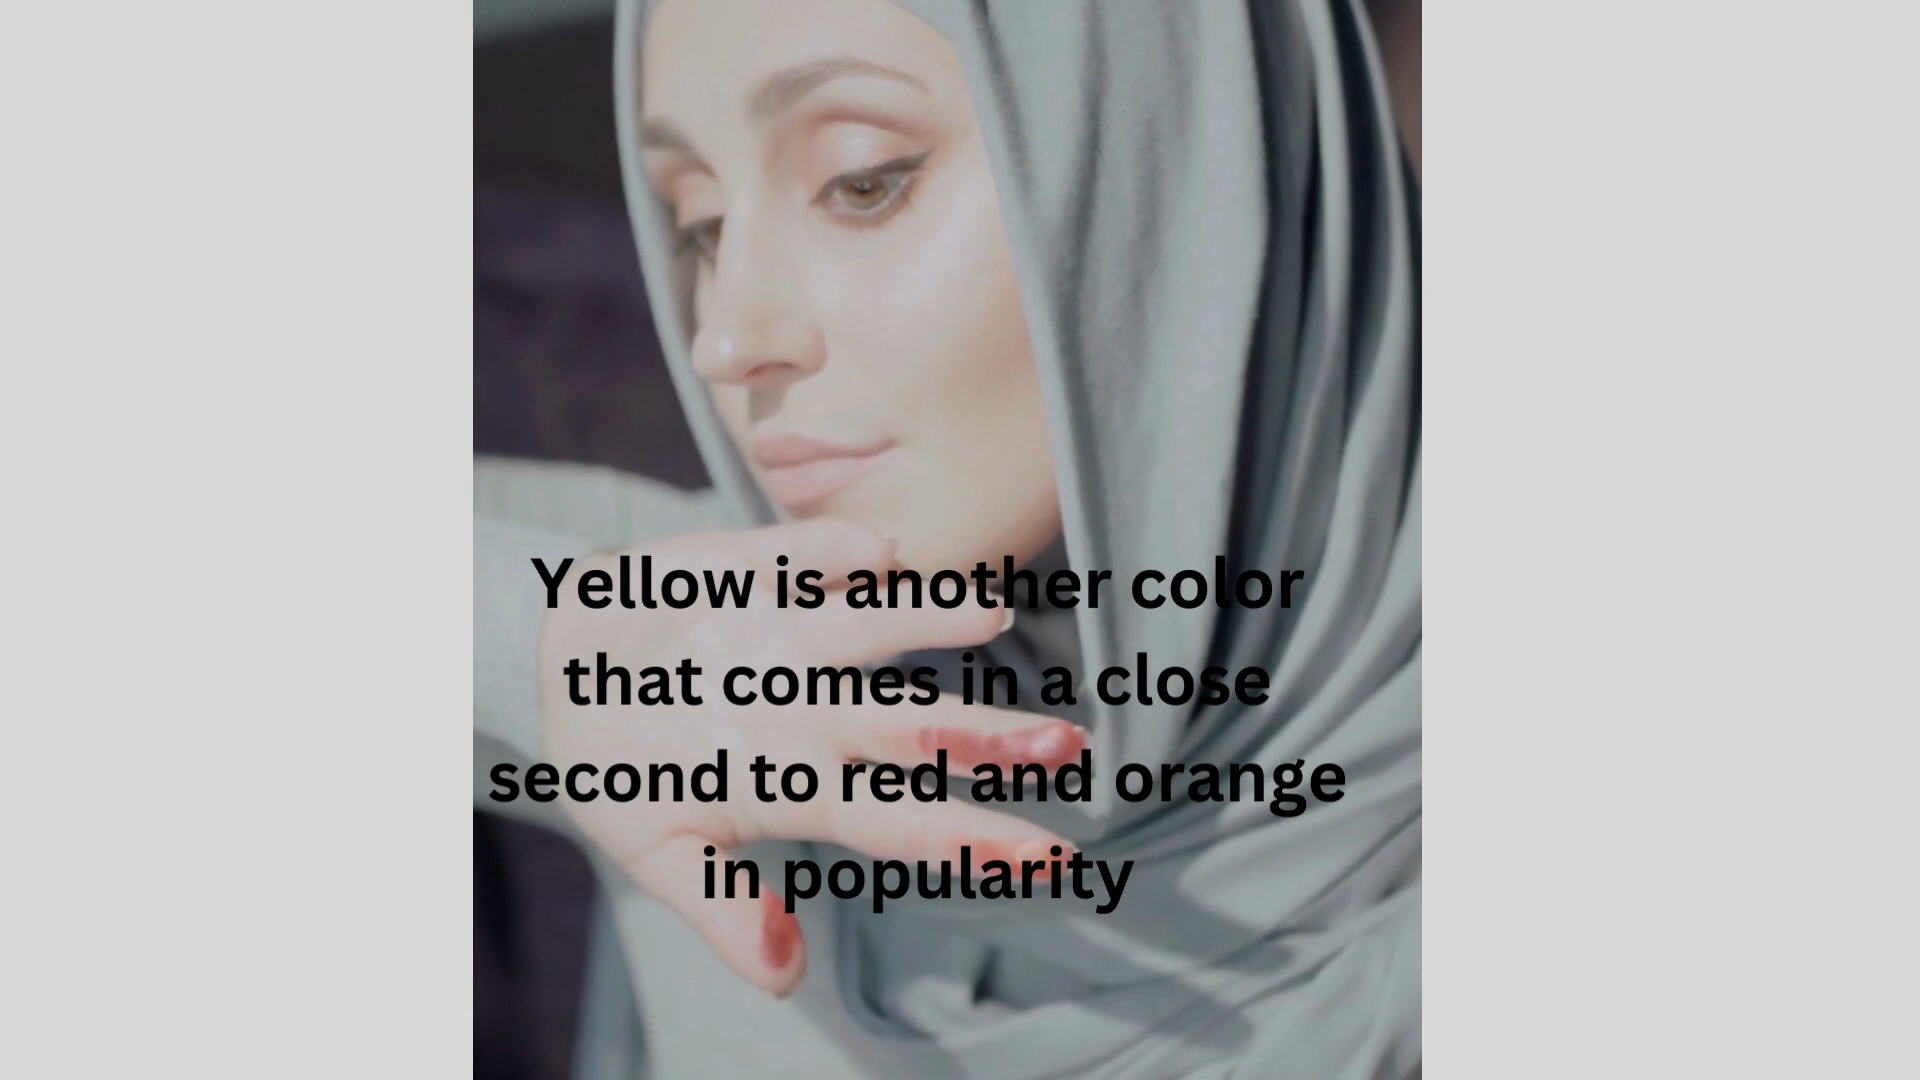 Yellow is another color
that comes in a close
second to red and orange
in popularity